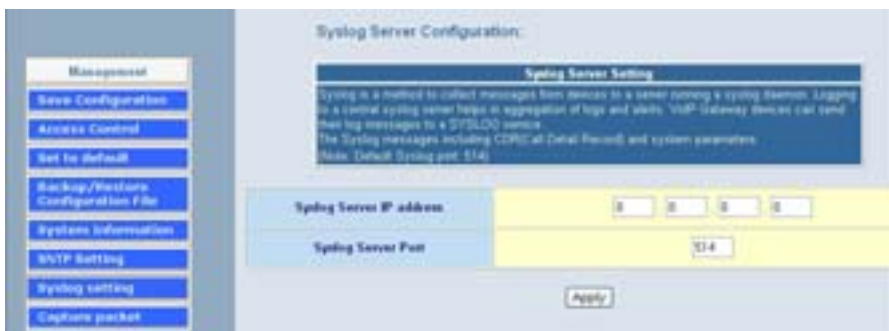 Syslog Server Configuration:
Management
Save Configuration
Access Control
Set to default
Backup/Restore
Configuration File
System Information
SNTP Setting
Syslog setting
Capture packet
Syslog Server Setting
Syslog is a method to collect messages from devices to a server running a syslog daemon. Logging
to a central syslog server helps in aggregation of logs and alerts. VoIP Gateway devices can send
their log messages to a SYSLOG service.
The Syslog messages including CDR(Call Detail Record) and system parameters.
(Note: Default Syslog port: 514)
Syslog Server IP address
0 0 0 0
Syslog Server Port
514
Apply